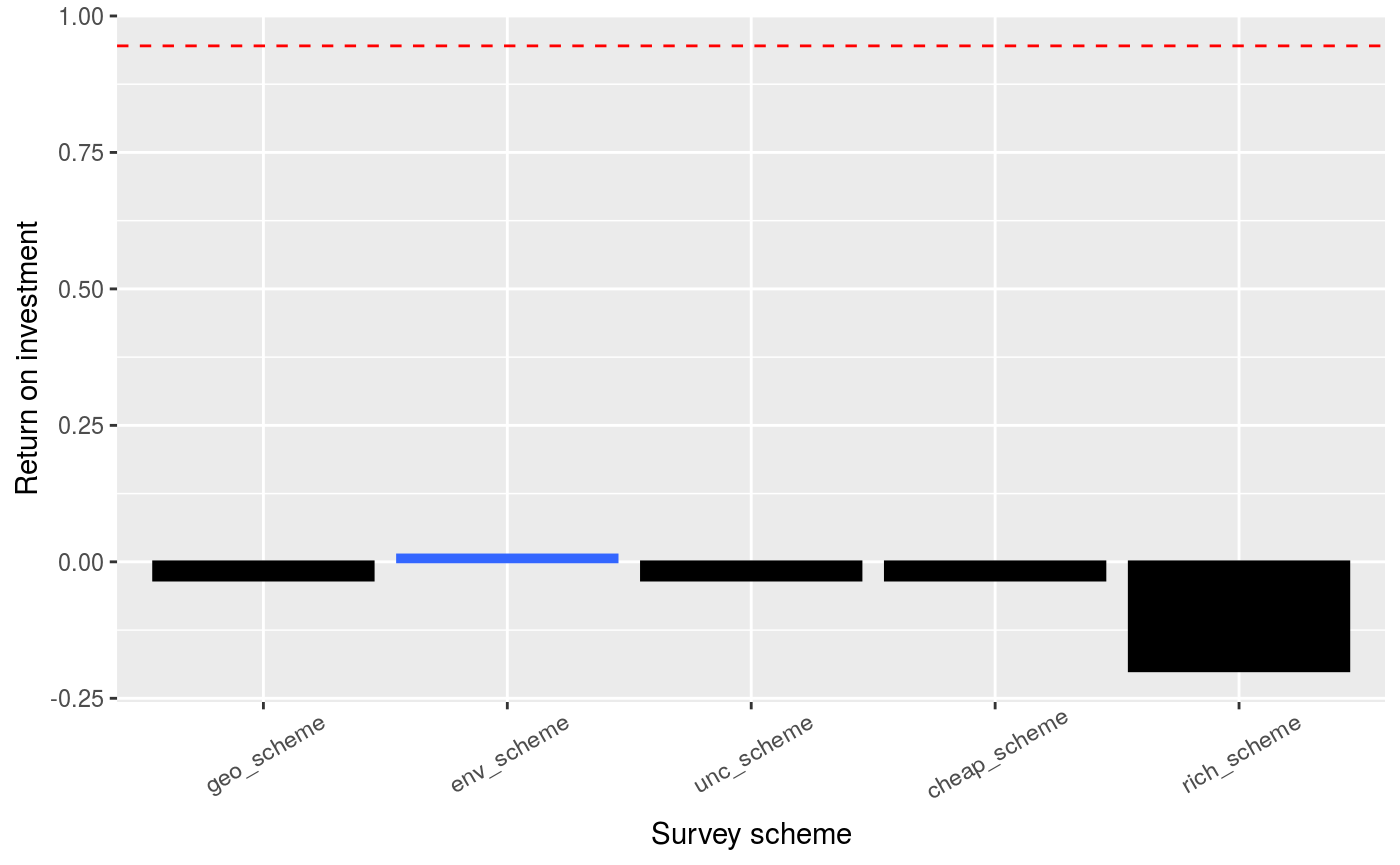 1.00
0.75
0.50
0.25
0.00
-0.25
Return on investment
geo_scheme
env_scheme
unc_scheme
cheap_scheme
rich_scheme
Survey scheme